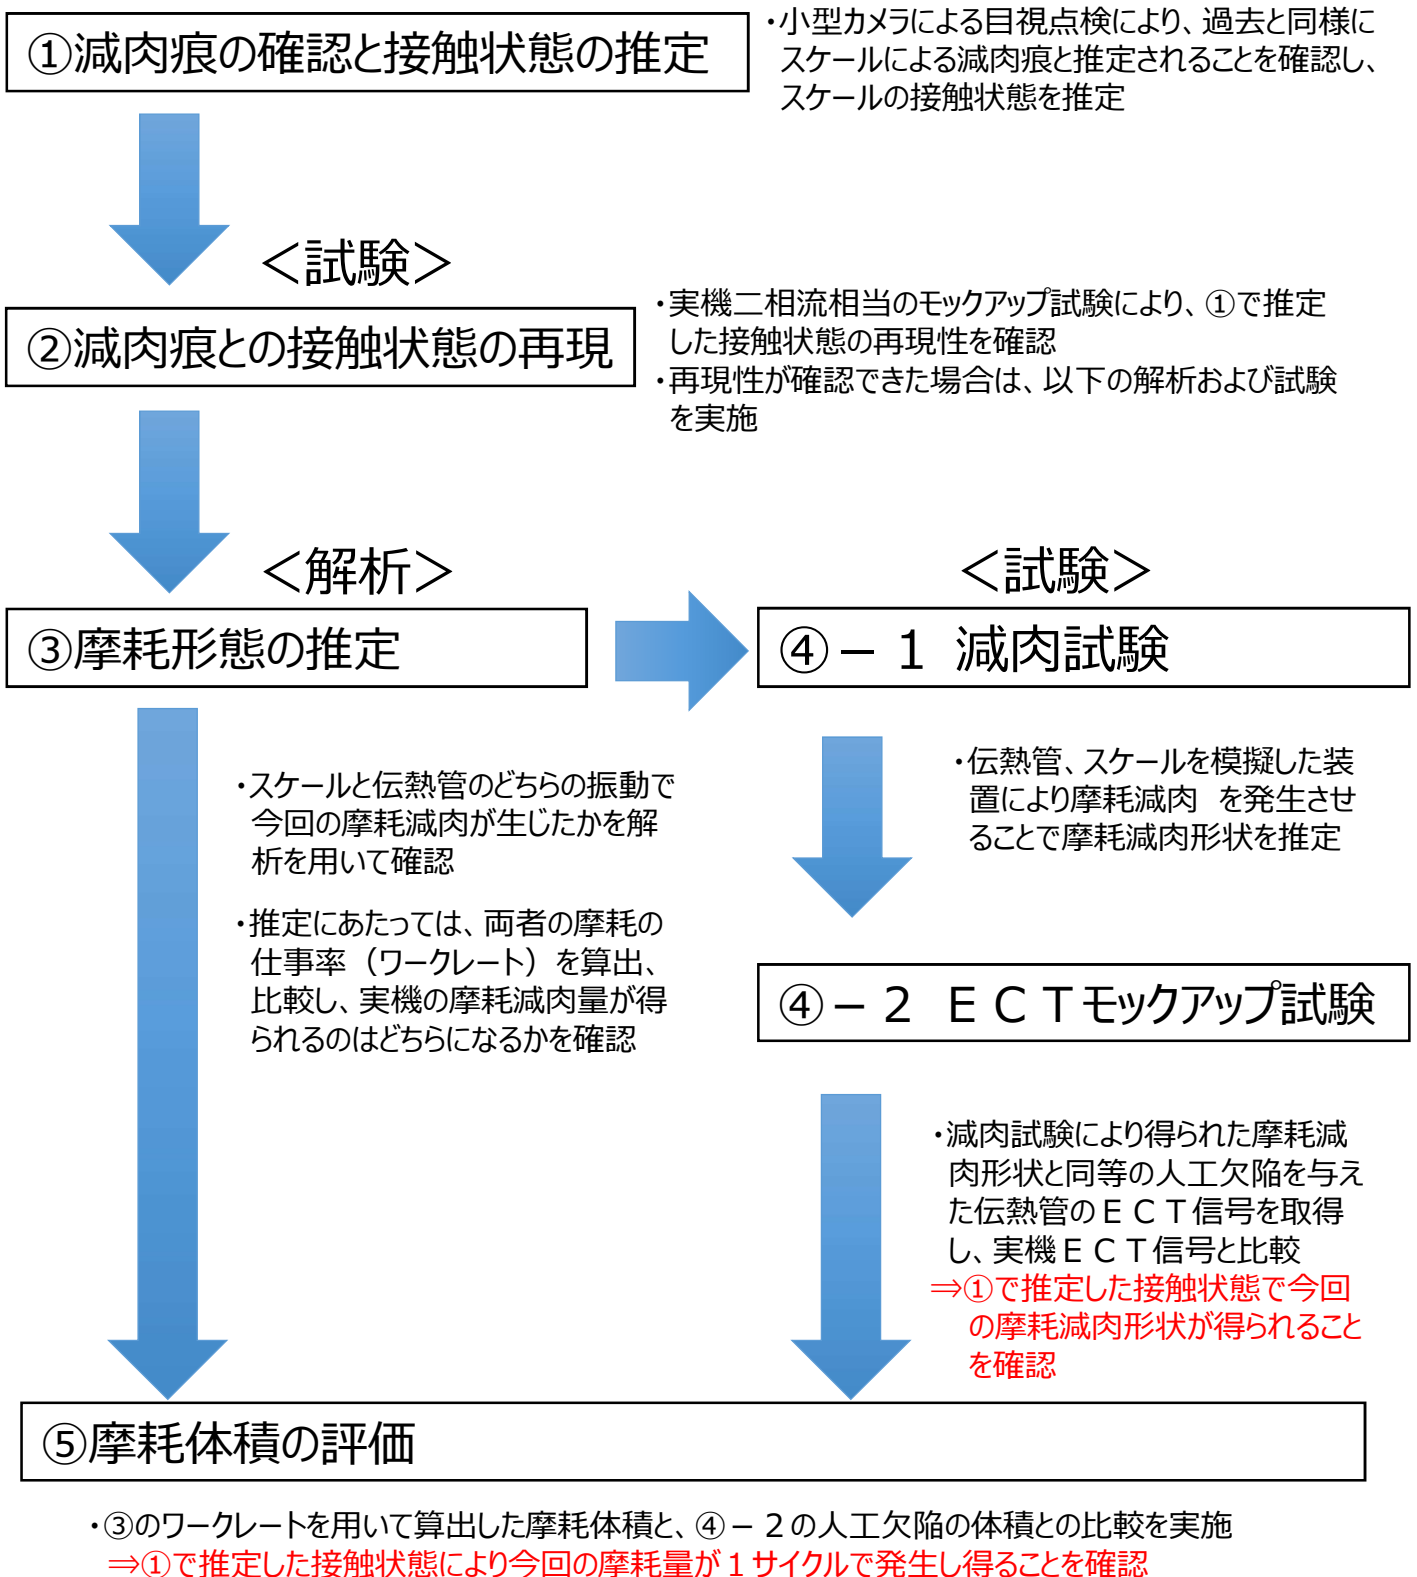 ①減肉痕の確認と接触状態の推定
・小型カメラによる目視点検により、過去と同様に
スケールによる減肉痕と推定されることを確認し、
スケールの接触状態を推定
＜試験＞
②減肉痕との接触状態の再現
・実機二相流相当のモックアップ試験により、①で推定
した接触状態の再現性を確認
・再現性が確認できた場合は、以下の解析および試験
を実施
＜解析＞
③摩耗形態の推定
・スケールと伝熱管のどちらの振動で
今回の摩耗減肉が生じたかを解
析を用いて確認
・推定にあたっては、両者の摩耗の
仕事率（ワークレート）を算出、
比較し、実機の摩耗減肉量が得
られるのはどちらになるかを確認
＜試験＞
④－１ 減肉試験
・伝熱管、スケールを模擬した装
置により摩耗減肉　を発生させ
ることで摩耗減肉形状を推定
④－２ ＥＣＴモックアップ試験
・減肉試験により得られた摩耗減
肉形状と同等の人工欠陥を与え
た伝熱管のＥＣＴ信号を取得
し、実機ＥＣＴ信号と比較
⇒①で推定した接触状態で今回
の摩耗減肉形状が得られること
を確認
⑤摩耗体積の評価
・③のワークレートを用いて算出した摩耗体積と、④－２の人工欠陥の体積との比較を実施
⇒①で推定した接触状態により今回の摩耗量が１サイクルで発生し得ることを確認